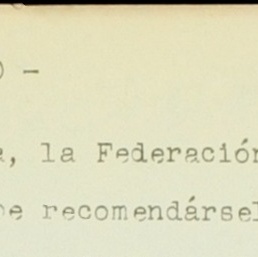 -
la Federación
recomendársel